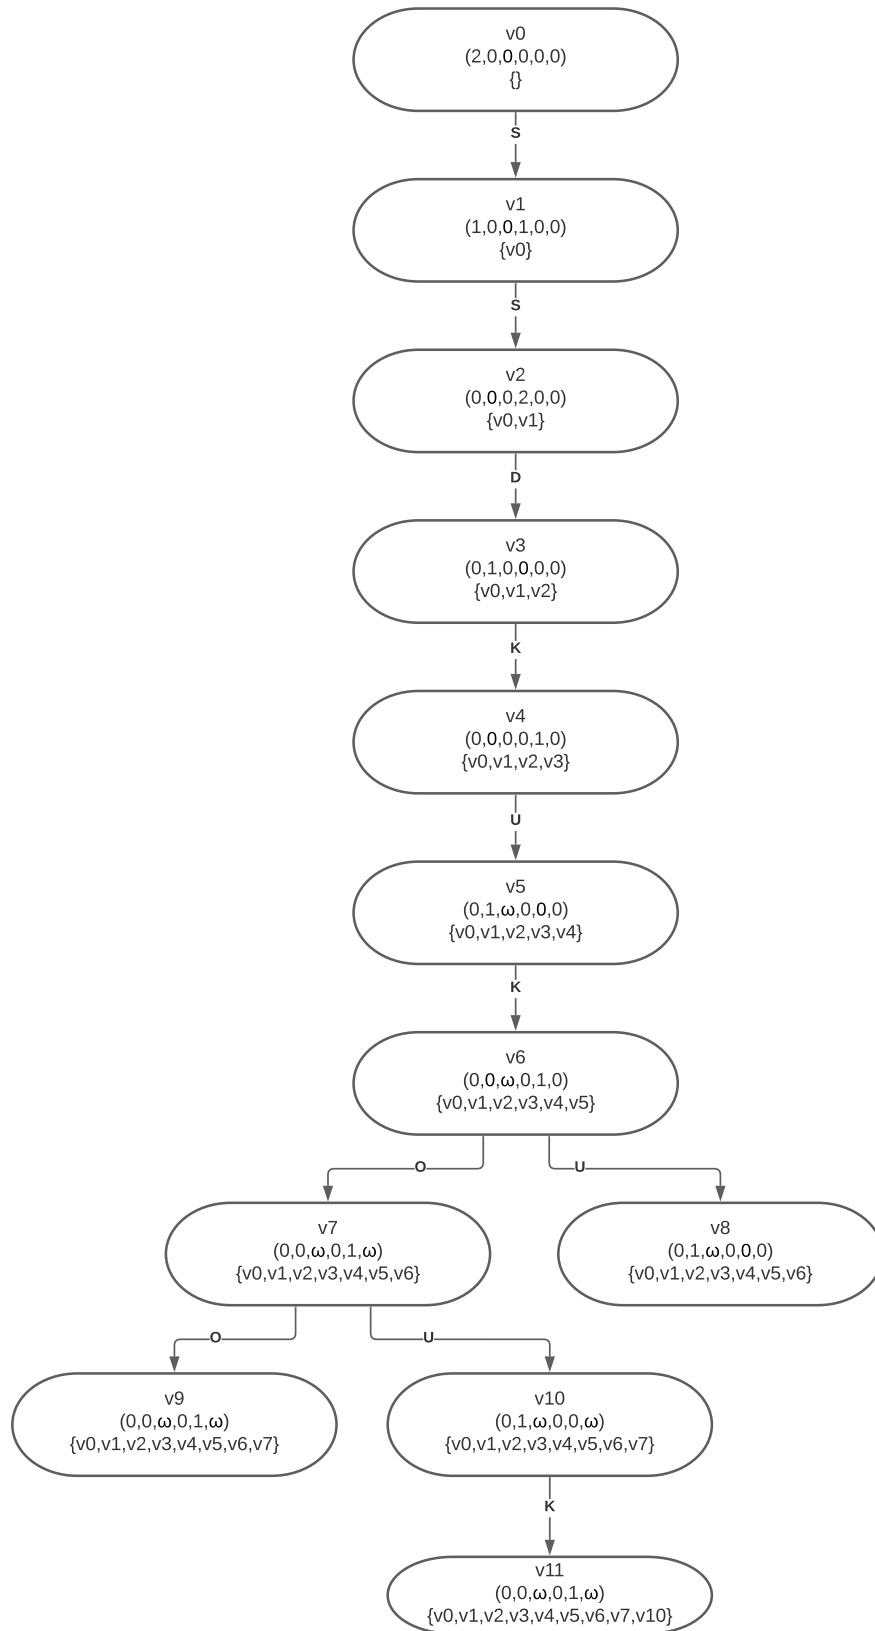 v0
(2,0,0,0,0,0)
{}
S
v1
(1,0,0,1,0,0)
{v0}
S
v2
(0,0,0,2,0,0)
{v0,v1}
D
v3
(0,1,0,0,0,0)
{v0,v1,v2}
K
v4
(0,0,0,0,1,0)
{v0,v1,v2,v3}
U
v5
(0,1,ω,0,0,0)
{v0,v1,v2,v3,v4}
K
v6
(0,0,ω,0,1,0)
{v0,v1,v2,v3,v4,v5}
O
U
v7
(0,0,ω,0,1,ω)
{v0,v1,v2,v3,v4,v5,v6}
v8
(0,1,ω,0,0,0)
{v0,v1,v2,v3,v4,v5,v6}
O
U
v9
(0,0,ω,0,1,ω)
{v0,v1,v2,v3,v4,v5,v6,v7}
v10
(0,1,ω,0,0,ω)
{v0,v1,v2,v3,v4,v5,v6,v7}
K
v11
(0,0,ω,0,1,ω)
{v0,v1,v2,v3,v4,v5,v6,v7,v10}